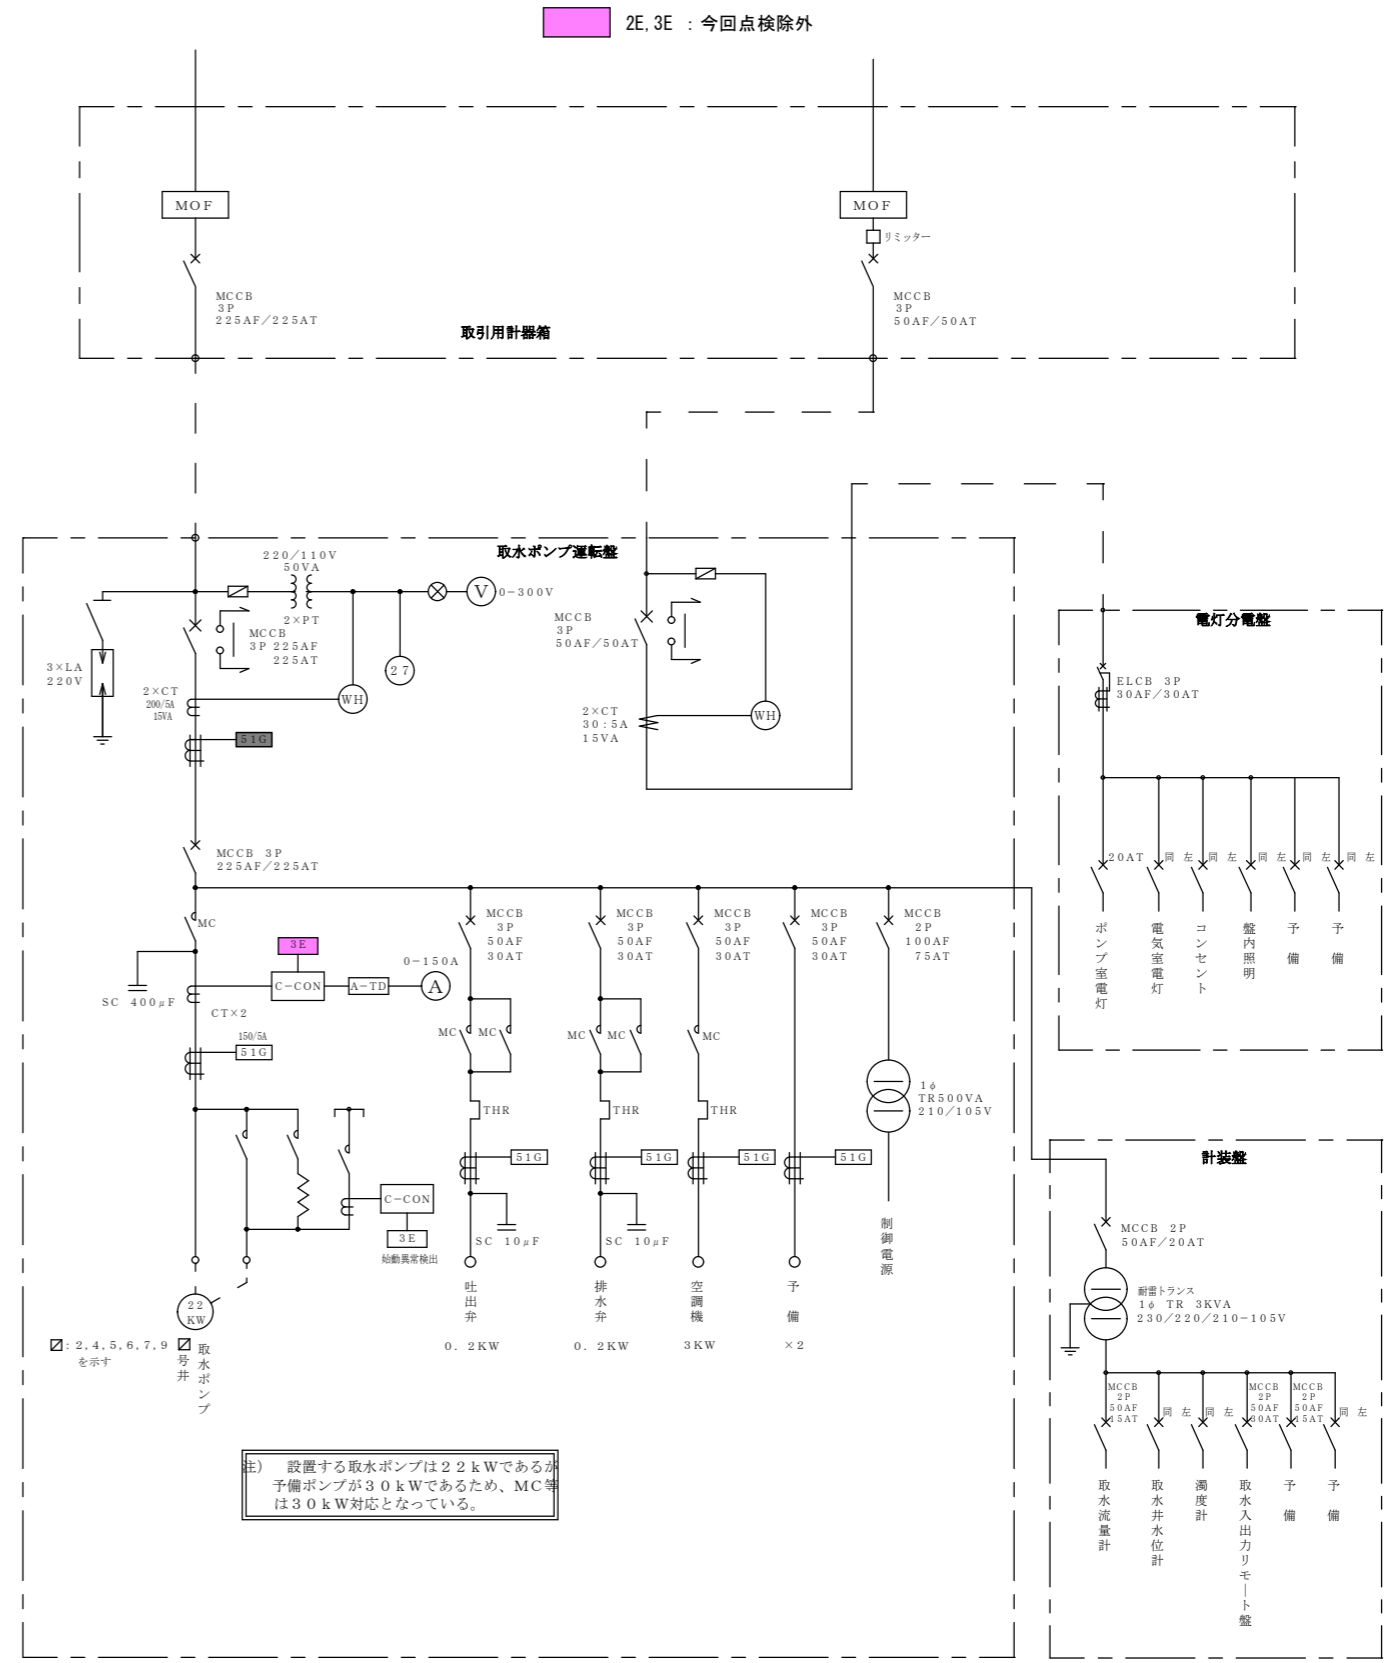 2E,3E ：今回点検除外
MOF
MCCB
3P
225AF／225AT
MOF
リミッター
MCCB
3P
50AF／50AT
取引用計器箱
取水ポンプ運転盤
220/110V
50VA
2×PT
V
0-300V
27
WH
MCCB
3P 225AF
225AT
3×LA
220V
2×CT
200/5A
15VA
51G
MCCB
3P
50AF/50AT
2×CT
30:5A
15VA
WH
MCCB 3P
225AF/225AT
MC
SC 400μF
3E
C-CON
A-TD
0-150A
A
CT×2
150/5A
51G
C-CON
3E
始動異常検出
22
KW
〼: 2,4,5,6,7,9
を示す
〼号井
取水ポンプ
MCCB
3P
50AF
30AT
MC
MC
THR
51G
SC 10μF
吐出弁
0. 2KW
MCCB
3P
50AF
30AT
MC
MC
THR
51G
SC 10μF
排水弁
0. 2KW
MCCB
3P
50AF
30AT
MC
THR
51G
空調機
3KW
MCCB
3P
50AF
30AT
51G
予備
×2
MCCB
2P
100AF
75AT
1φ
TR500VA
210/105V
制御電源
電灯分電盤
ELCB 3P
30AF/30AT
20AT
同左
同左
同左
同左
同左
ポンプ室電灯
電気室電灯
コンセント
盤内照明
予備
予備
計装盤
MCCB 2P
50AF/20AT
耐雷トランス
1φ TR 3KVA
230/220/210-105V
MCCB
2P
50AF
15AT
同左
同左
MCCB
2P
50AF
30AT
MCCB
2P
50AF
15AT
同左
取水流量計
取水井水位計
濁度計
取水入出力リモート盤
予備
予備
注） 設置する取水ポンプは２２ｋＷであるが
予備ポンプが３０ｋＷであるため、ＭＣ等
は３０ｋＷ対応となっている。